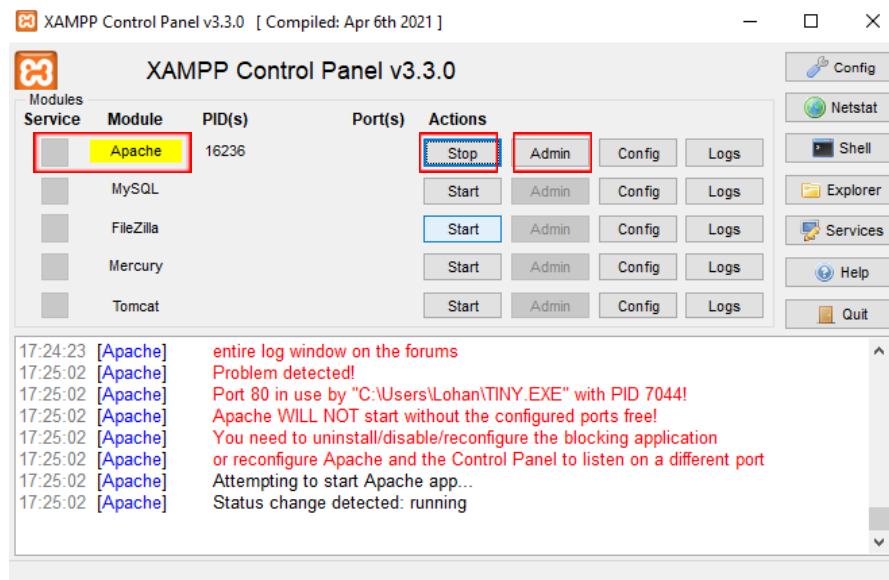 XAMPP Control Panel v3.3.0 [ Compiled: Apr 6th 2021 ]
XAMPP Control Panel v3.3.0
Config
Modules
Service Module PID(s) Port(s) Actions
Netstat
Apache 16236 Stop Admin Config Logs
Shell
MySQL Start Admin Config Logs
Explorer
FileZilla Start Admin Config Logs
Services
Mercury Start Admin Config Logs
Help
Tomcat Start Admin Config Logs
Quit
17:24:23 [Apache] entire log window on the forums
17:25:02 [Apache] Problem detected!
17:25:02 [Apache] Port 80 in use by "C:\Users\Lohan\TINY.EXE" with PID 7044!
17:25:02 [Apache] Apache WILL NOT start without the configured ports free!
17:25:02 [Apache] You need to uninstall/disable/reconfigure the blocking application
17:25:02 [Apache] or reconfigure Apache and the Control Panel to listen on a different port
17:25:02 [Apache] Attempting to start Apache app...
17:25:02 [Apache] Status change detected: running